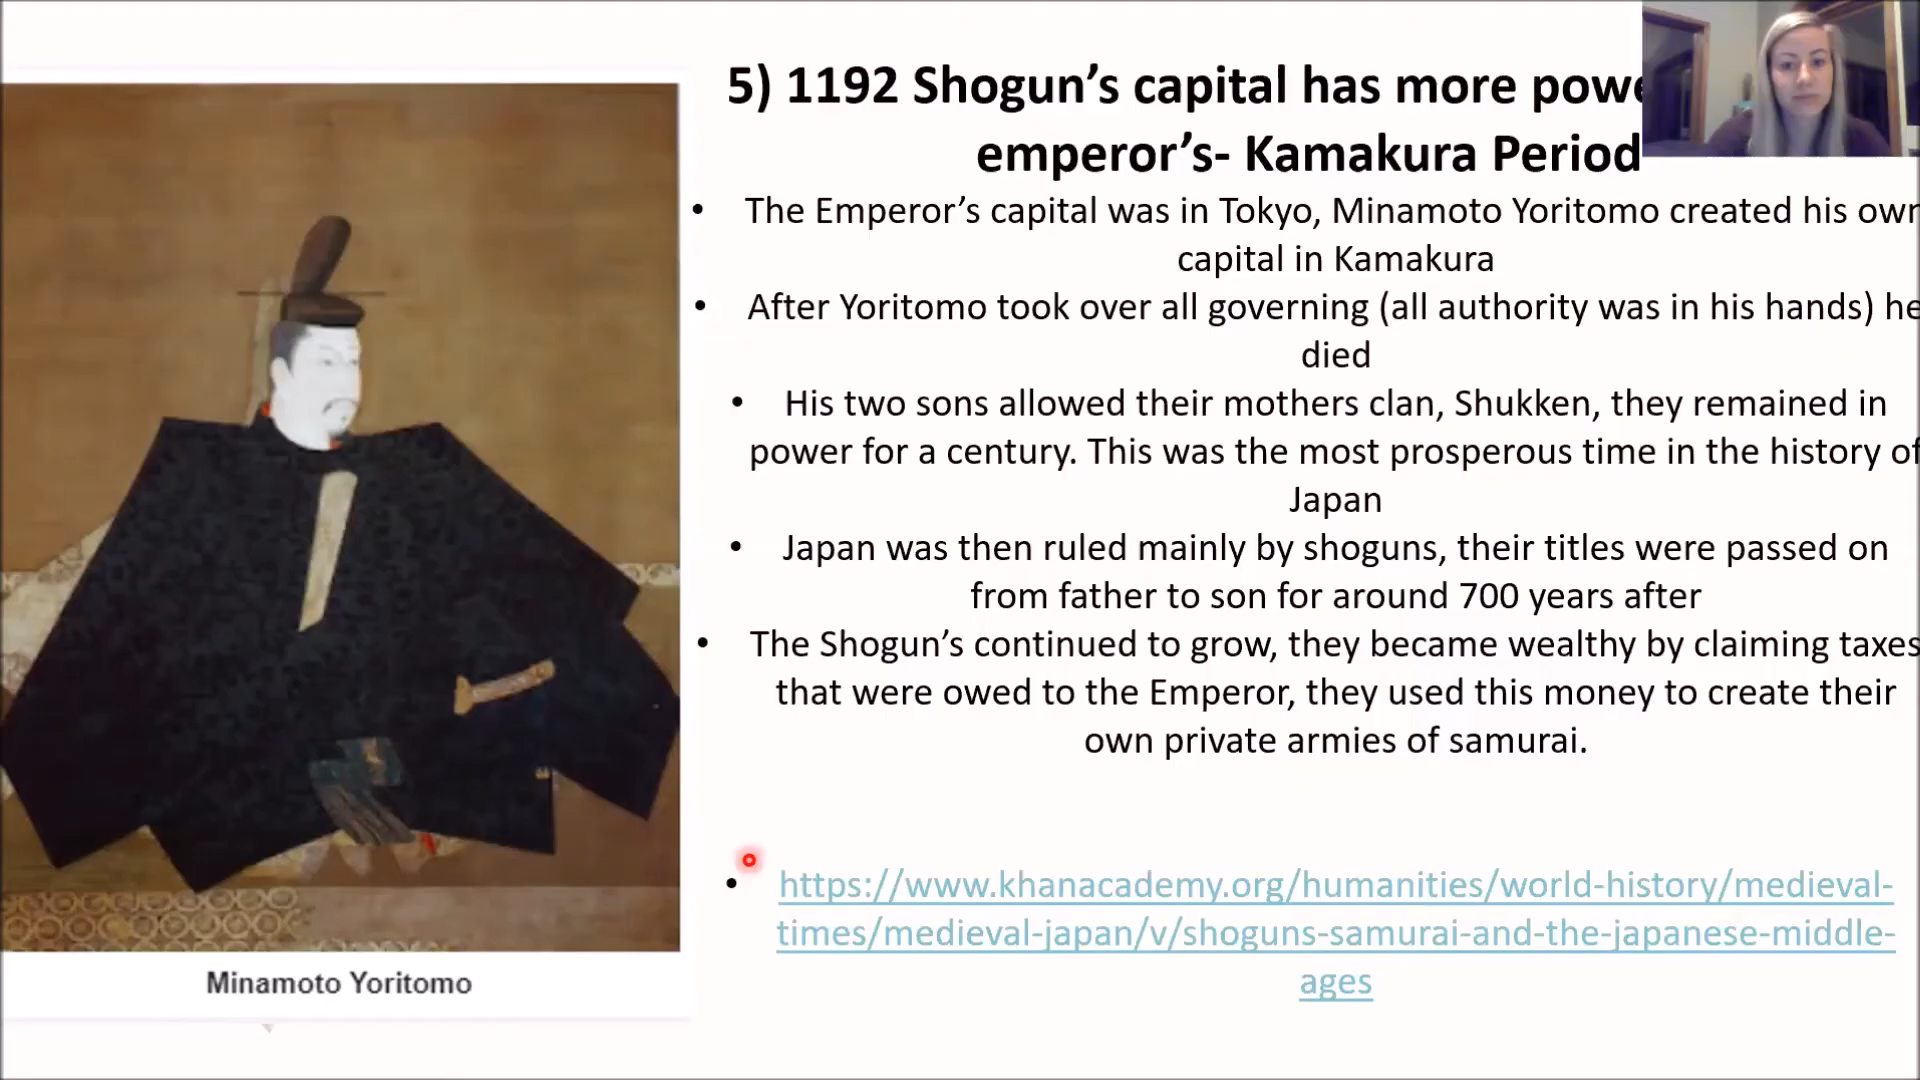 5) 1192 Shogun's capital has more
emperor's- Kamakura Period
• The Emperor's capital was in Tokyo, Minamoto Yoritomo created his own
capital in Kamakura
• After Yoritomo took over all governing (all authority was in his hands) he
died
• His two sons allowed their mothers clan, Shukken, they remained in
power for a century. This was the most prosperous time in the history of
Japan
• Japan was then ruled mainly by shoguns, their titles were passed on
from father to son for around 700 years after
• The Shogun's continued to grow, they became wealthy by claiming taxes
that were owed to the Emperor, they used this money to create their
own private armies of samurai.
• https://www.khanacademy.org/humanities/world-history/medieval-
times/medieval-japan/v/shoguns-samurai-and-the-japanese-middle-
ages
Minamoto Yoritomo